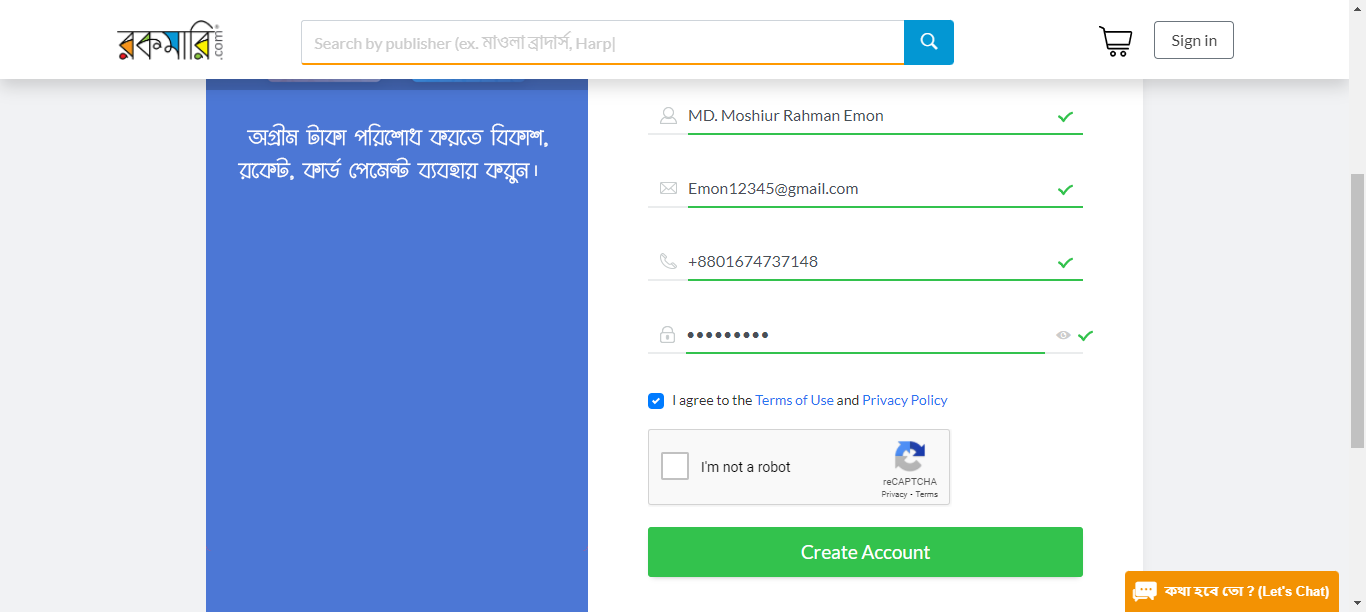 রকমারি.com
Search by publisher (ex. মাওলা ব্রাদার্স, Harp|
Sign in
অগ্রীম টাকা পরিশোধ করতে বিকাশ,
রকেট, কার্ড পেমেন্ট ব্যবহার করুন।
MD. Moshiur Rahman Emon
Emon12345@gmail.com
+8801674737148
•••••••••
I agree to the Terms of Use and Privacy Policy
I'm not a robot
reCAPTCHA
Privacy - Terms
Create Account
কথা হবে তো ? (Let's Chat)